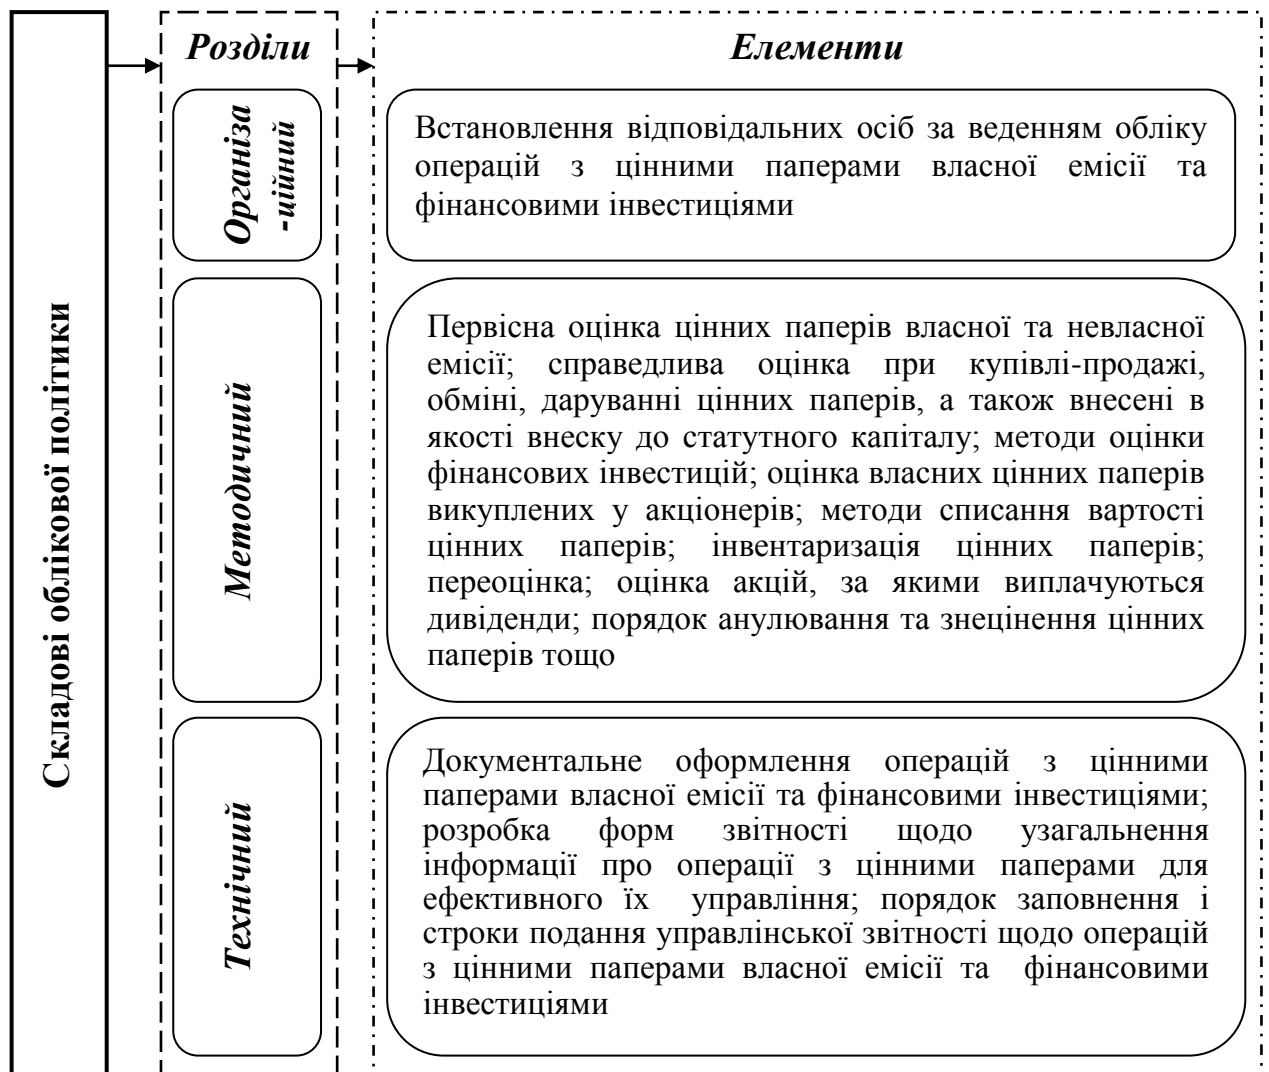 Складові облікової політики
Розділи
Елементи
Організа
-ційний
Встановлення відповідальних осіб за веденням обліку
операцій з цінними паперами власної емісії та
фінансовими інвестиціями
Методичний
Первісна оцінка цінних паперів власної та невласної
емісії; справедлива оцінка при купівлі-продажі,
обміні, даруванні цінних паперів, а також внесені в
якості внеску до статутного капіталу; методи оцінки
фінансових інвестицій; оцінка власних цінних паперів
викуплених у акціонерів; методи списання вартості
цінних паперів; інвентаризація цінних паперів;
переоцінка; оцінка акцій, за якими виплачуються
дивіденди; порядок анулювання та знецінення цінних
паперів тощо
Технічний
Документальне оформлення операцій з цінними
паперами власної емісії та фінансовими інвестиціями;
розробка форм звітності щодо узагальнення
інформації про операції з цінними паперами для
ефективного їх управління; порядок заповнення і
строки подання управлінської звітності щодо операцій
з цінними паперами власної емісії та фінансовими
інвестиціями